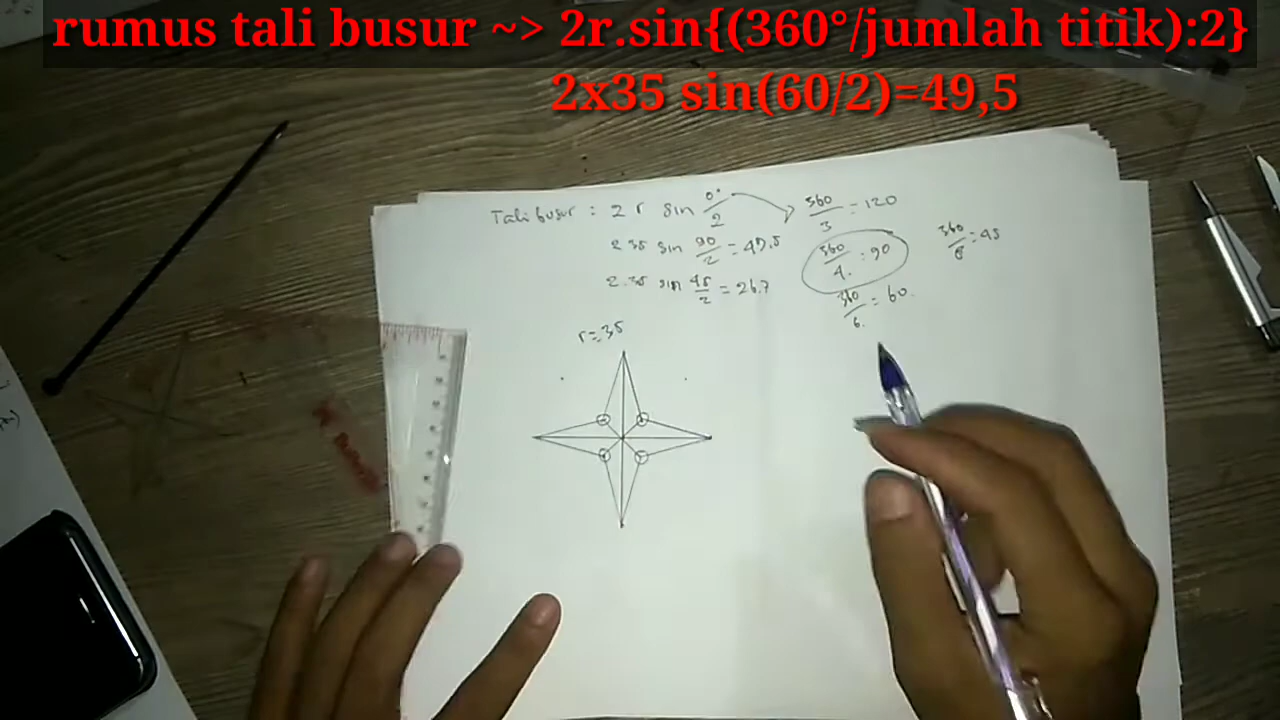 rumus tali busur ~> 2r.sin{(360°/jumlah titik):2}
2x35 sin(60/2)=49,5
Tali busur : 2 r sin 0°/2
360/3 = 120
2 35 sin 90/2 = 49.5
360/4. = 90
360/8 = 45
2.35 sin 45/2 = 26.7
360/6. = 60.
r=35